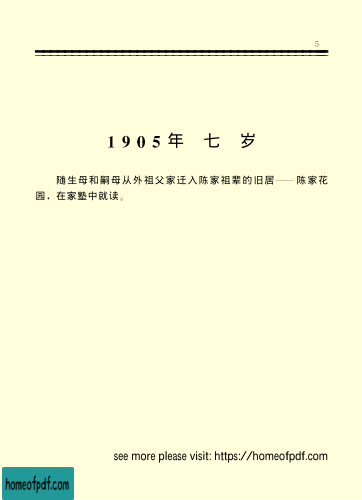 5
1905年 七 岁
随生母和嗣母从外祖父家迁入陈家祖辈的旧居——陈家花
园，在家塾中就读。
see more please visit: https://homeofpdf.com
homeofpdf.com